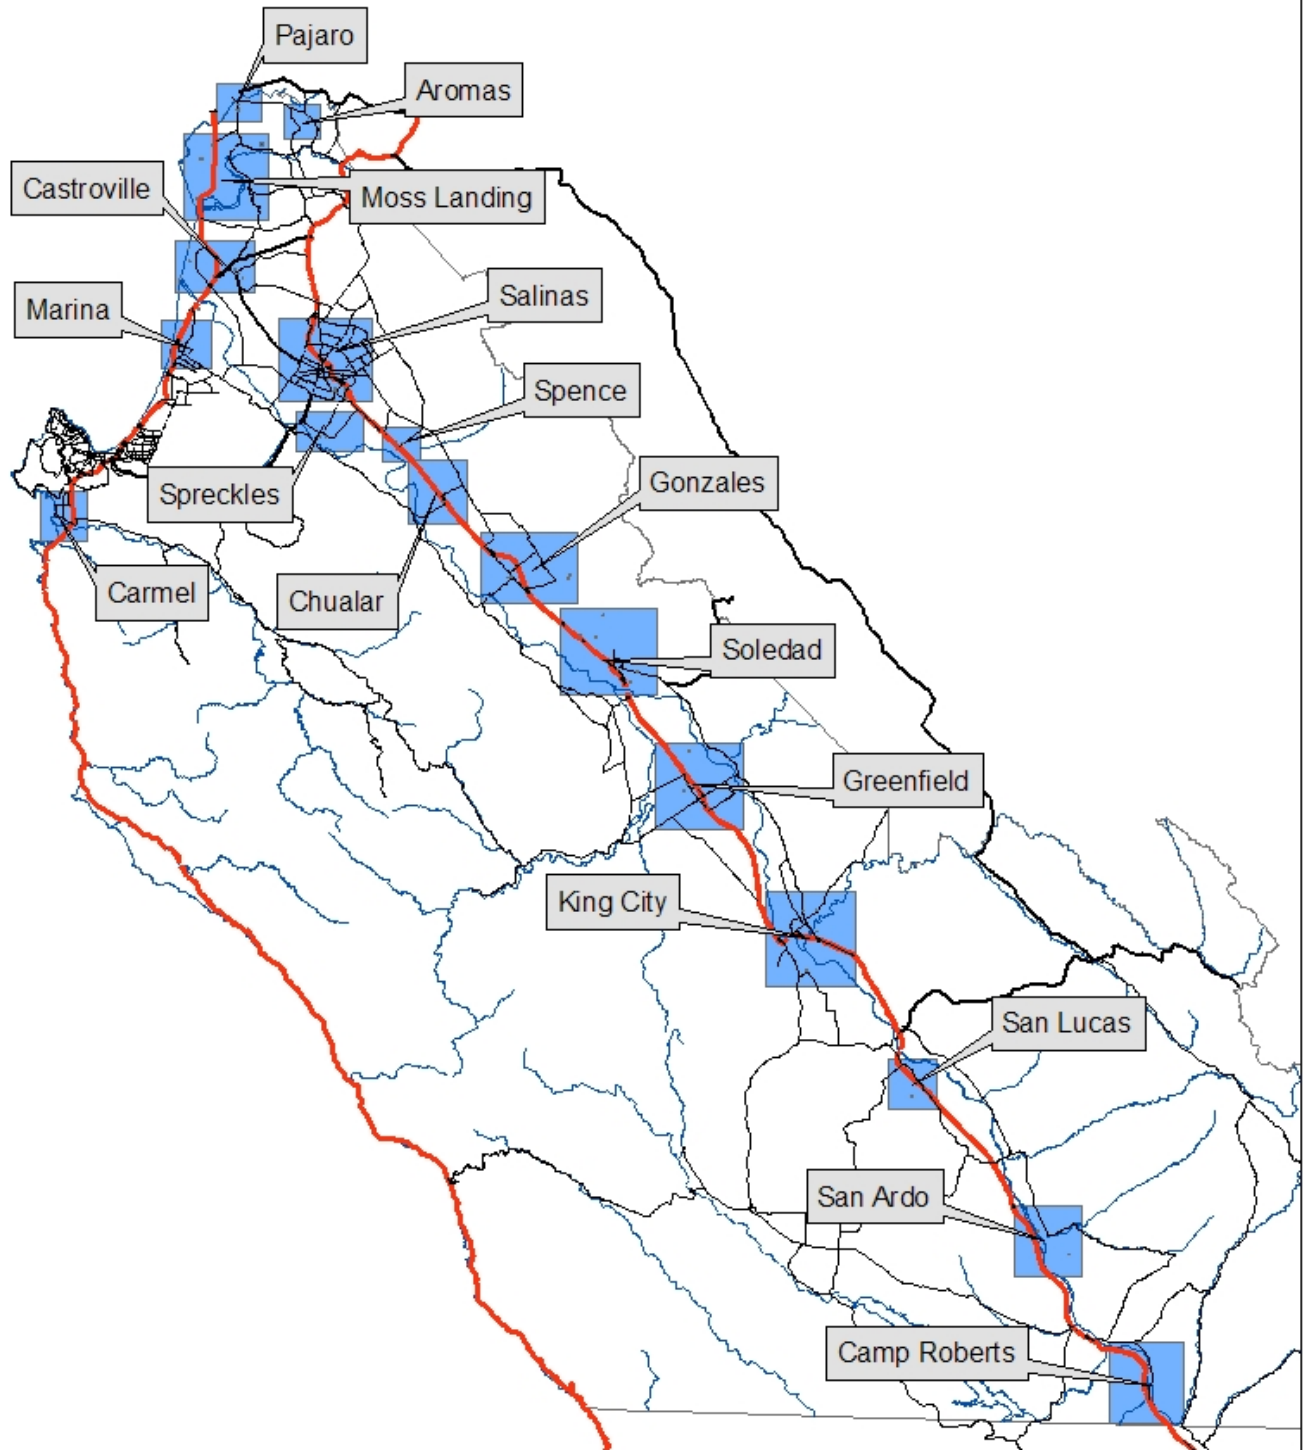 Pajaro
Aromas
Castroville
Moss Landing
Marina
Salinas
Spence
Spreckles
Gonzales
Carmel
Chualar
Soledad
Greenfield
King City
San Lucas
San Ardo
Camp Roberts